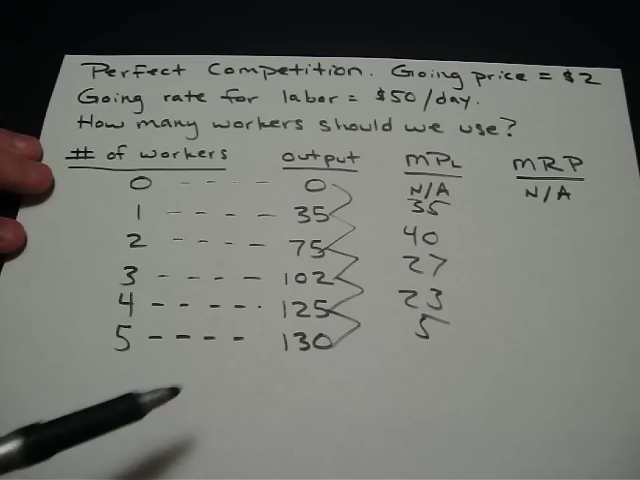 Perfect Competition. Going price = $2
Going rate for labor = $50/day.
How many workers should we use?
# of workers output MPL MRP
0 - - - - 0 N/A N/A
1 - - - - 35 35
2 - - - - 75 40
3 - - - - 102 27
4 - - - - - 125 23
5 - - - - 130 5